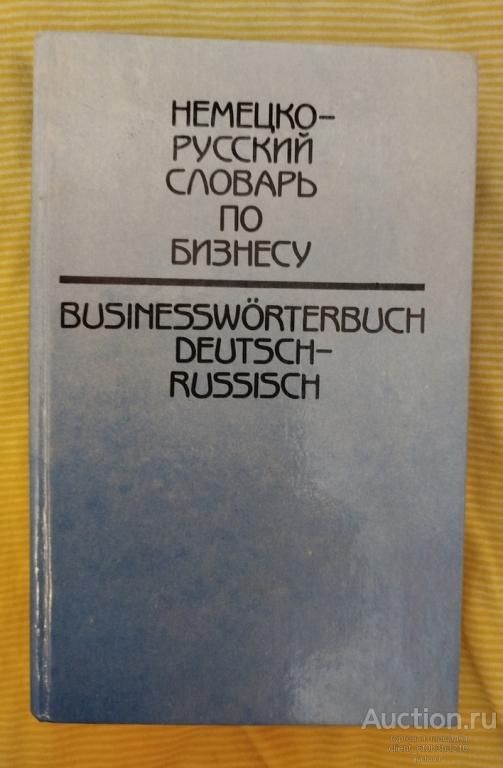 НЕМЕЦКО-
РУССКИЙ
СЛОВАРЬ
ПО
БИЗНЕСУ
BUSINESSWÖRTERBUCH
DEUTSCH-
RUSSISCH
Auction.ru